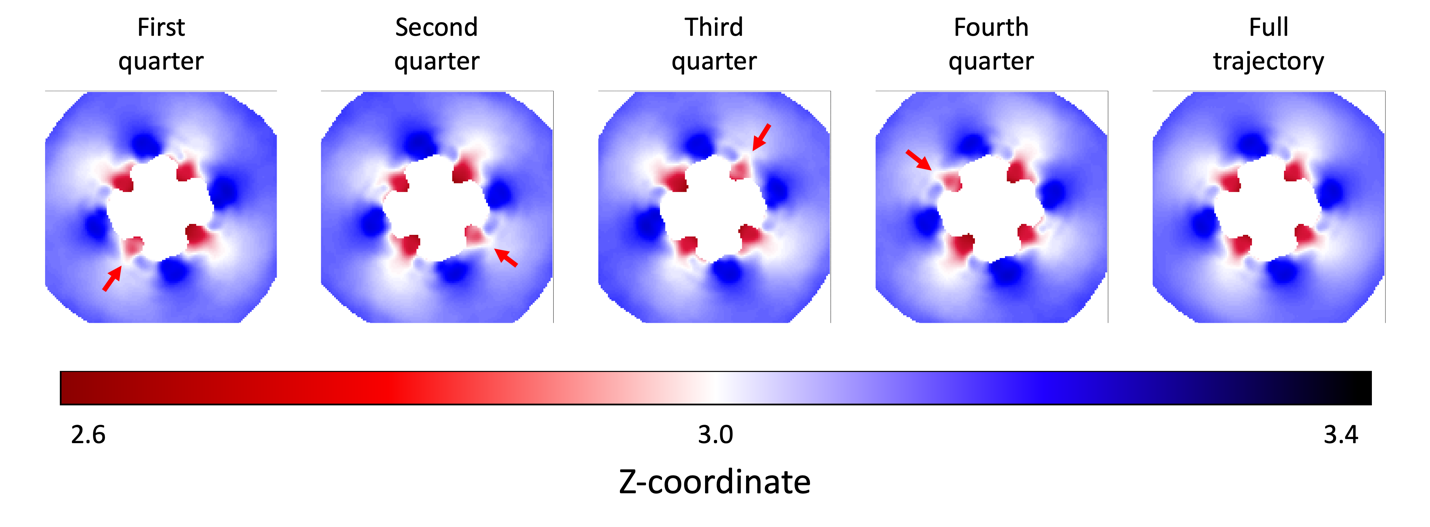 First
quarter
Second
quarter
Third
quarter
Fourth
quarter
Full
trajectory
2.6
3.0
3.4
Z-coordinate